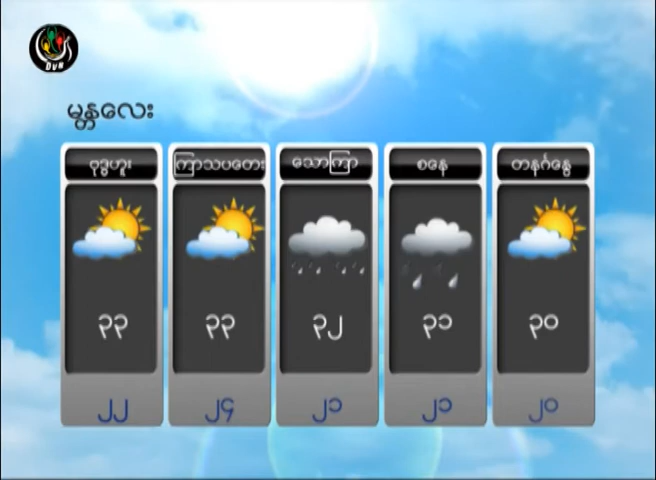 DVB
မန္တလေး
ဗုဒ္ဓဟူး ကြာသပတေး သောကြာ စနေ တနင်္ဂနွေ
၃၃ ၃၃ ၃၂ ၃၁ ၃၀
၂၂ ၂၄ ၂၁ ၂၁ ၂၀